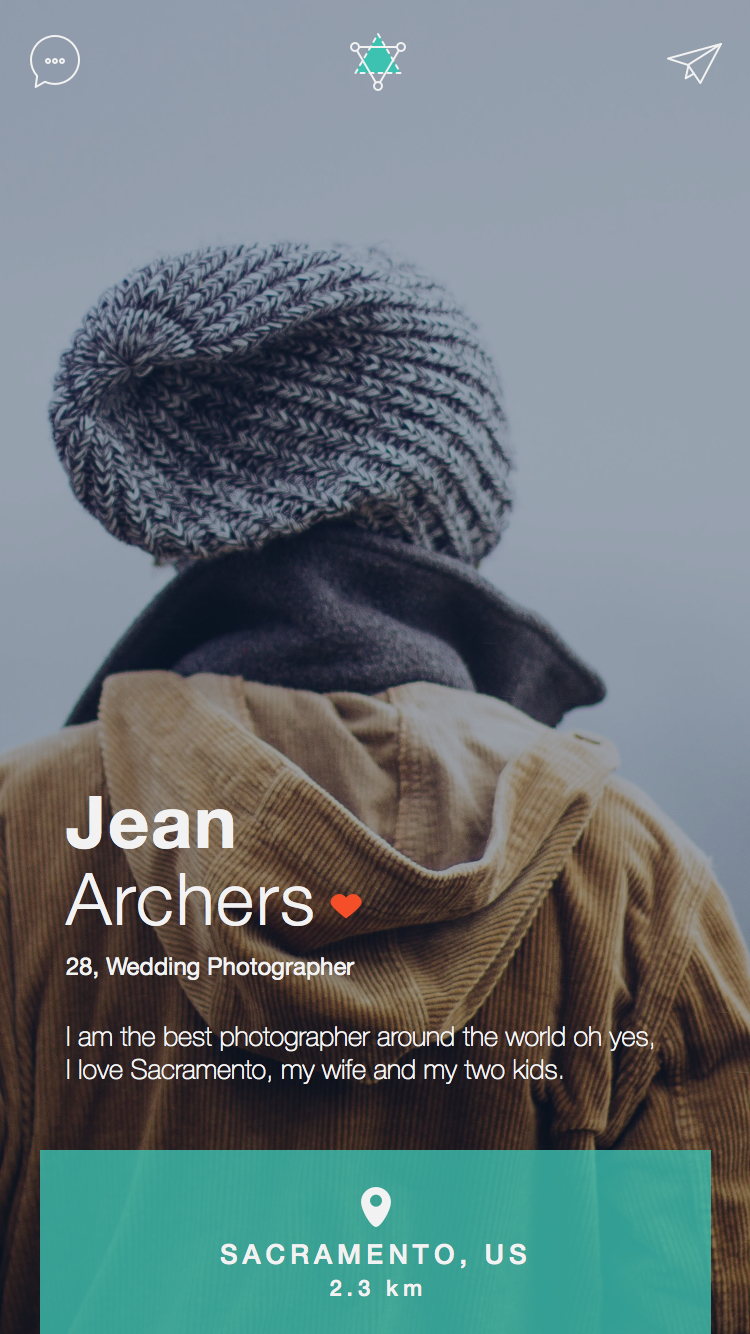 Jean
Archers
28, Wedding Photographer
I am the best photographer around the world oh yes,
I love Sacramento, my wife and my two kids.
SACRAMENTO, US
2.3 km